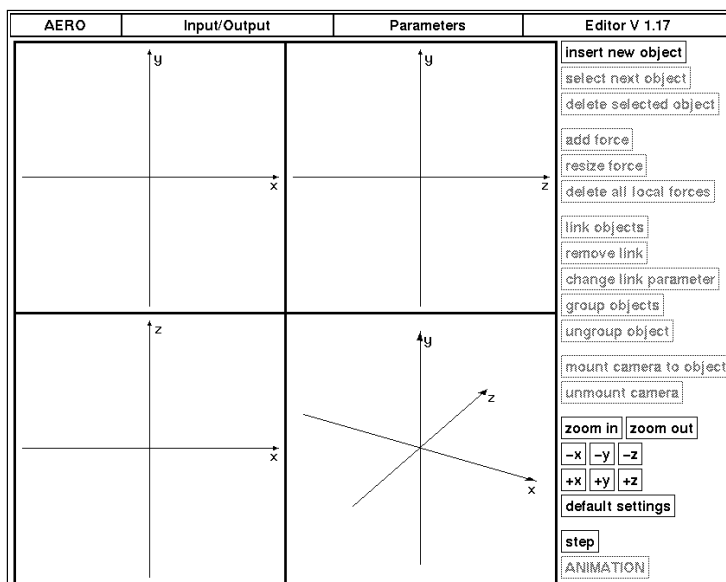 AERO Input/Output Parameters Editor V 1.17
y
x
y
z
z
x
y
z
x
insert new object
select next object
delete selected object
add force
resize force
delete all local forces
link objects
remove link
change link parameter
group objects
ungroup object
mount camera to object
unmount camera
zoom in zoom out
-x -y -z
+x +y +z
default settings
step
ANIMATION